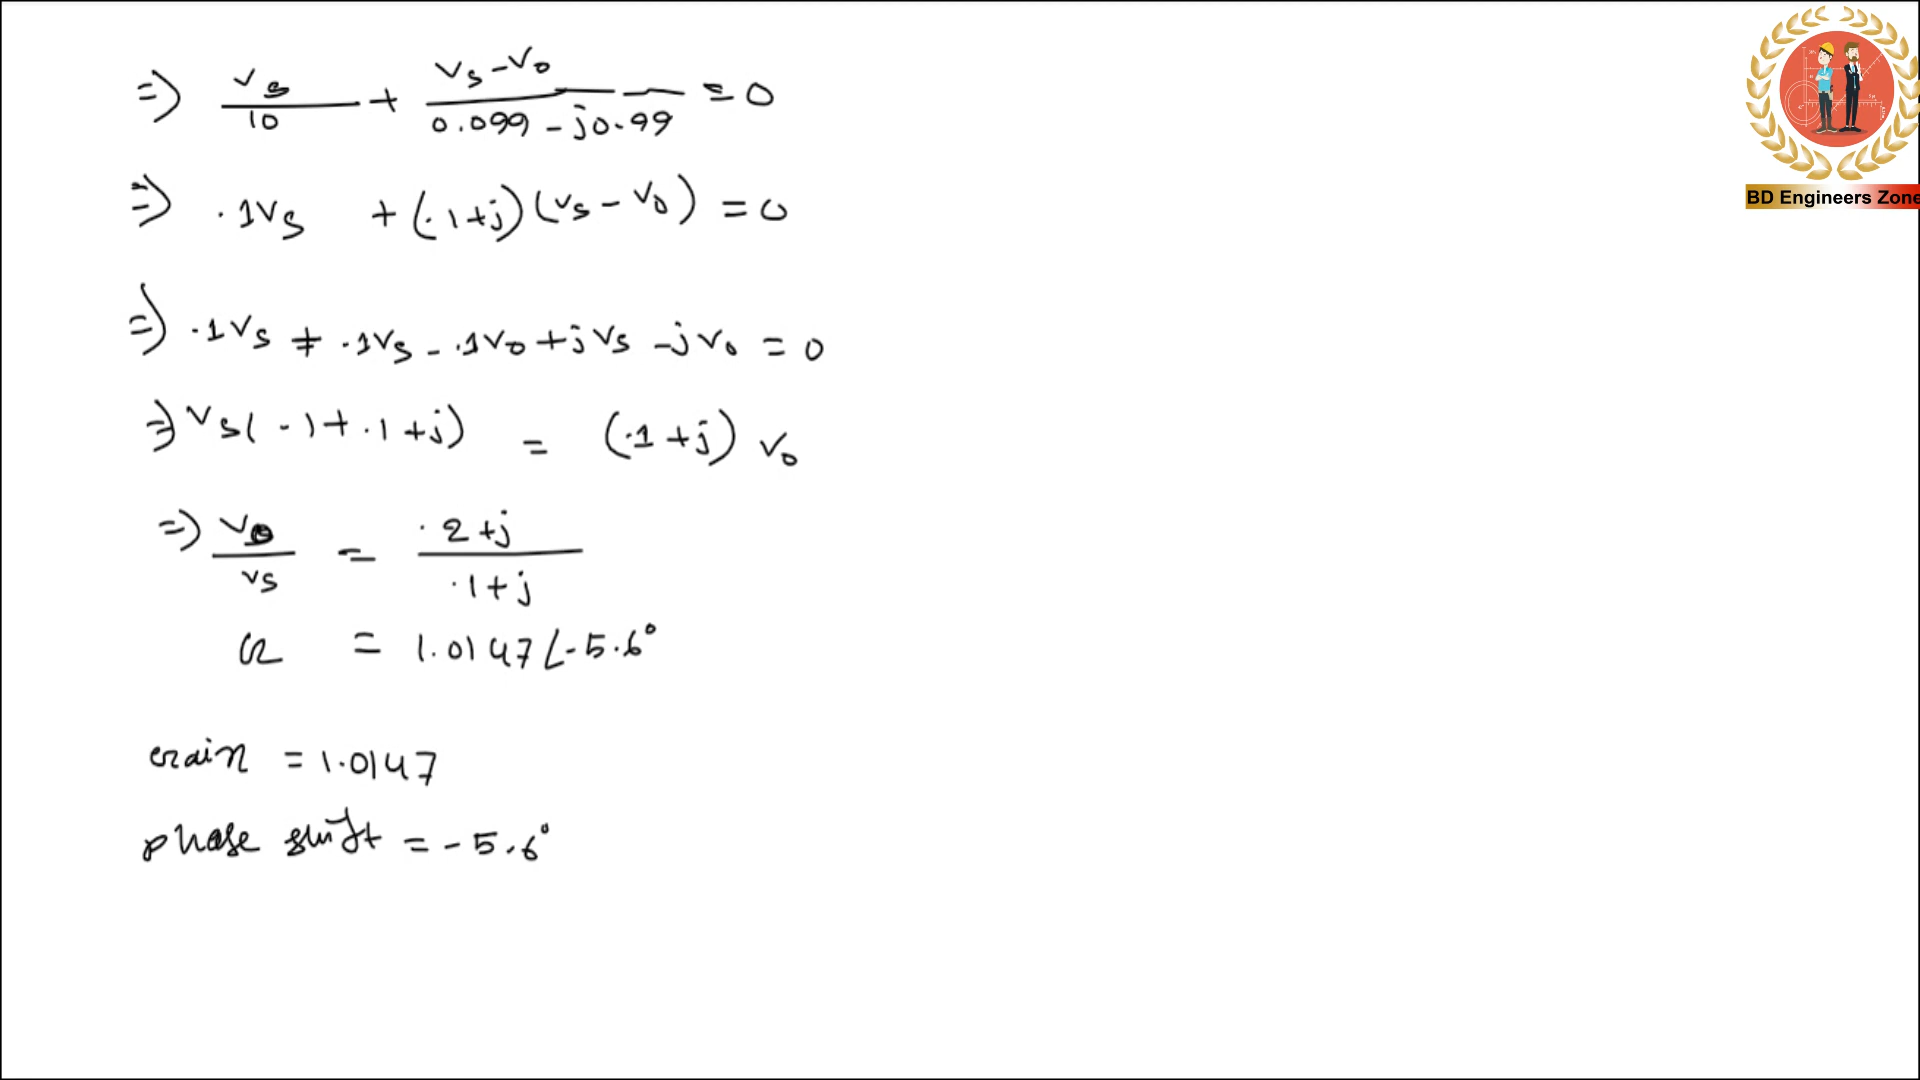 => Vs/10 + (Vs-Vo)/(0.099 - j0.99) = 0
=> .1Vs + (.1+j)(Vs - Vo) = 0
=> .1Vs + .1Vs - .1Vo + jVs - jVo = 0
=> Vs(.1+.1+j) = (.1+j) Vo
=> Vo/Vs = (.2+j)/(.1+j)
G = 1.0147∠-5.6°
Gain = 1.0147
phase shift = -5.6°
BD Engineers Zone